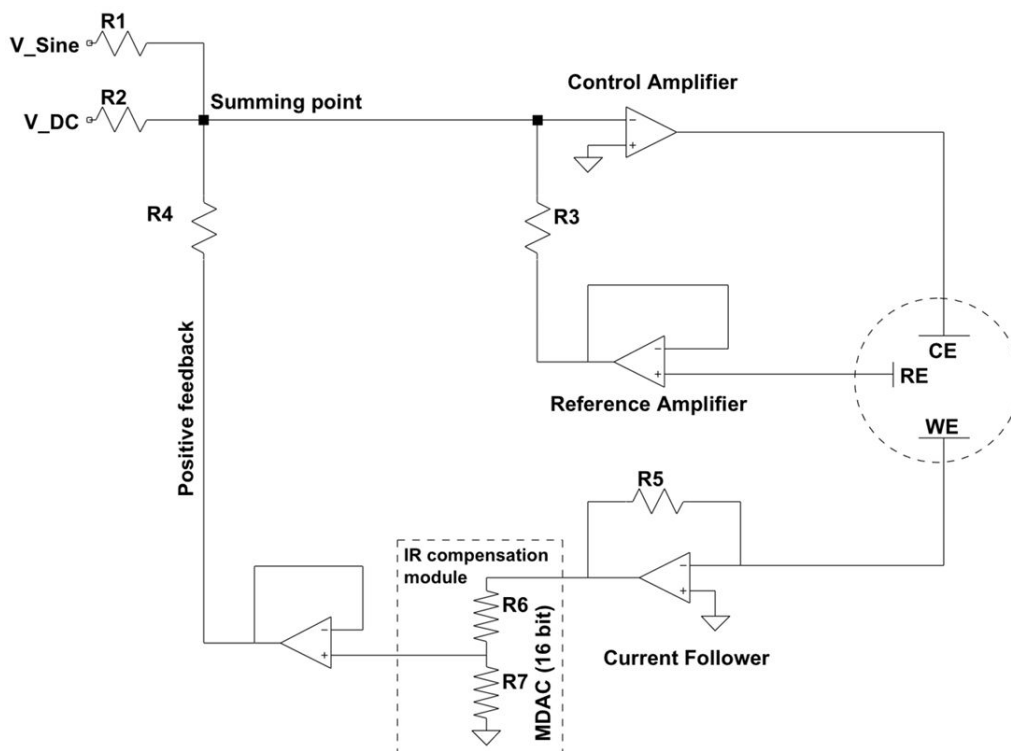 R1
V_Sine
R2
V_DC
Summing point
Control Amplifier
−
+
R4
R3
Positive feedback
−
+
Reference Amplifier
CE
RE
WE
R5
IR compensation
module
R6
R7
MDAC (16 bit)
−
+
Current Follower
−
+